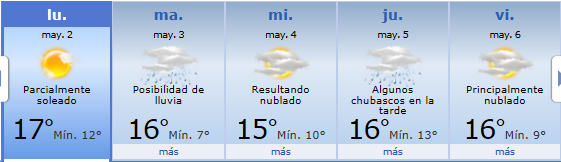 lu.
may. 2
Parcialmente
soleado
17° Mín. 12°
ma.
may. 3
Posibilidad de
lluvia
16° Mín. 7°
más
mi.
may. 4
Resultando
nublado
15° Mín. 10°
más
ju.
may. 5
Algunos
chubascos en la
tarde
16° Mín. 13°
más
vi.
may. 6
Principalmente
nublado
16° Mín. 9°
más